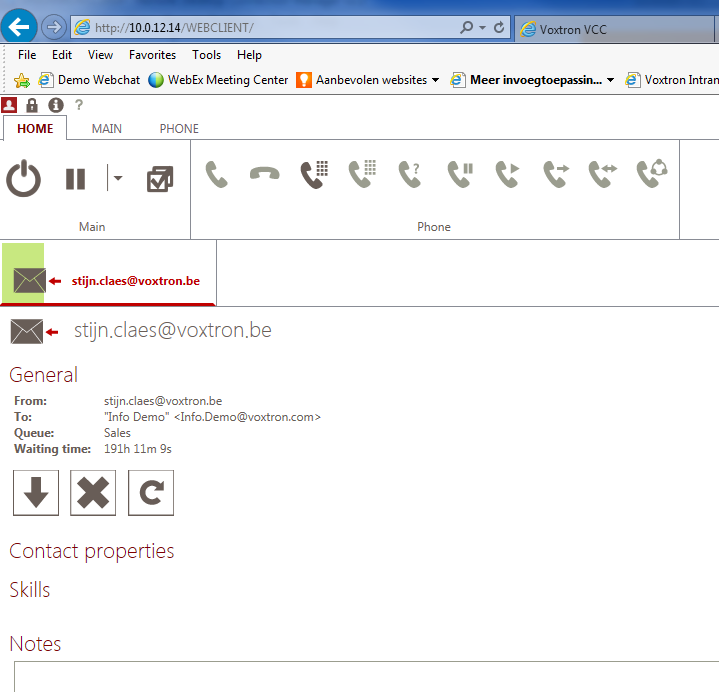 http://10.0.12.14/WEBCLIENT/
Voxtron VCC
File Edit View Favorites Tools Help
Demo Webchat WebEx Meeting Center Aanbevolen websites Meer invoegtoepassin... Voxtron Intran
?
HOME MAIN PHONE
Main Phone
stijn.claes@voxtron.be
stijn.claes@voxtron.be
General
From: stijn.claes@voxtron.be
To: "Info Demo" <Info.Demo@voxtron.com>
Queue: Sales
Waiting time: 191h 11m 9s
Contact properties
Skills
Notes